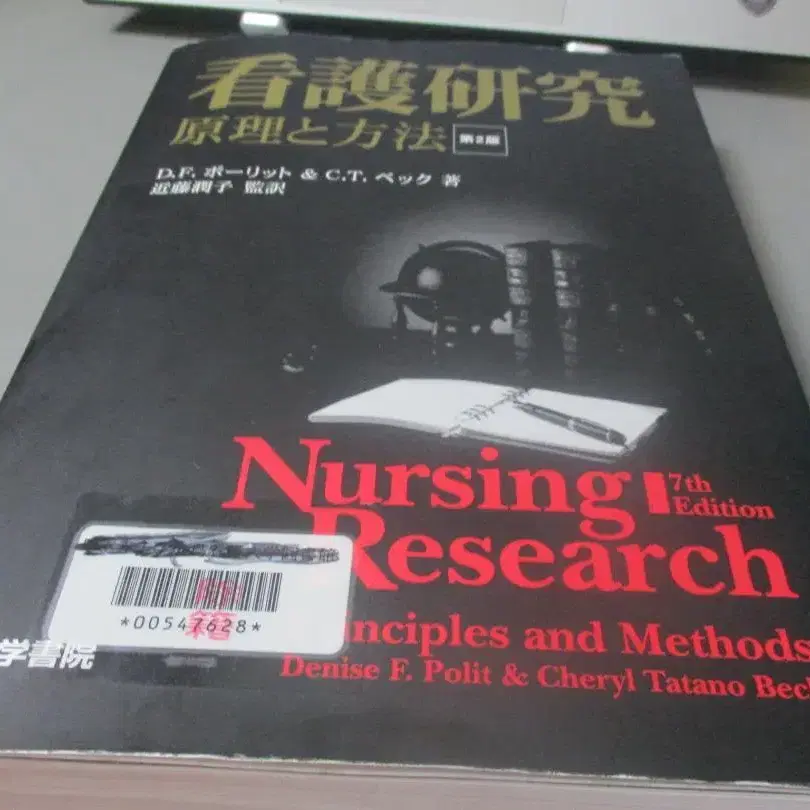 看護研究
原理と方法 第2版
D.F. ポーリット & C.T. ベック 著
近藤潤子 監訳
Nursing
7th
Edition
Research
*00547628*
籍
inciples and Methods
学書院
Denise F. Polit & Cheryl Tatano Bec